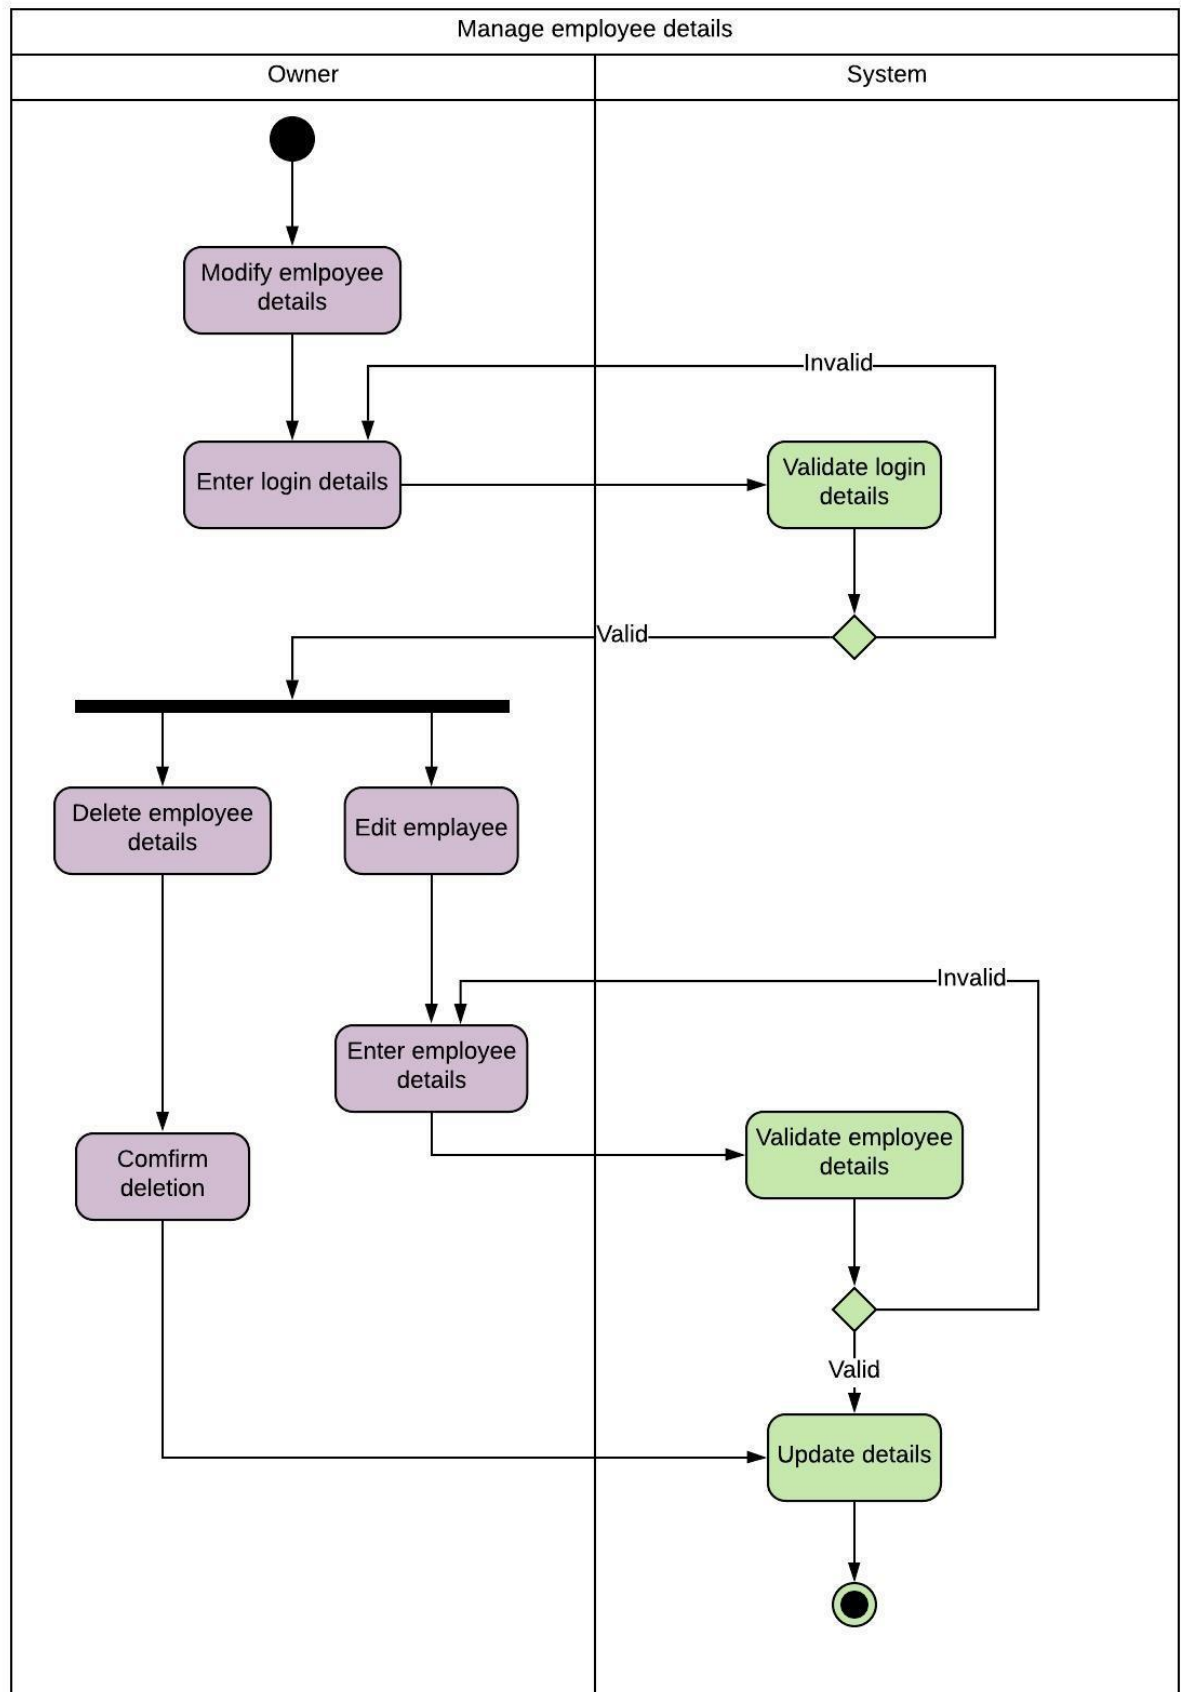 Manage employee details
Owner
System
Modify emlpoyee
details
Invalid
Enter login details
Validate login
details
Valid
Delete employee
details
Edit emplayee
Invalid
Enter employee
details
Validate employee
details
Comfirm
deletion
Valid
Update details